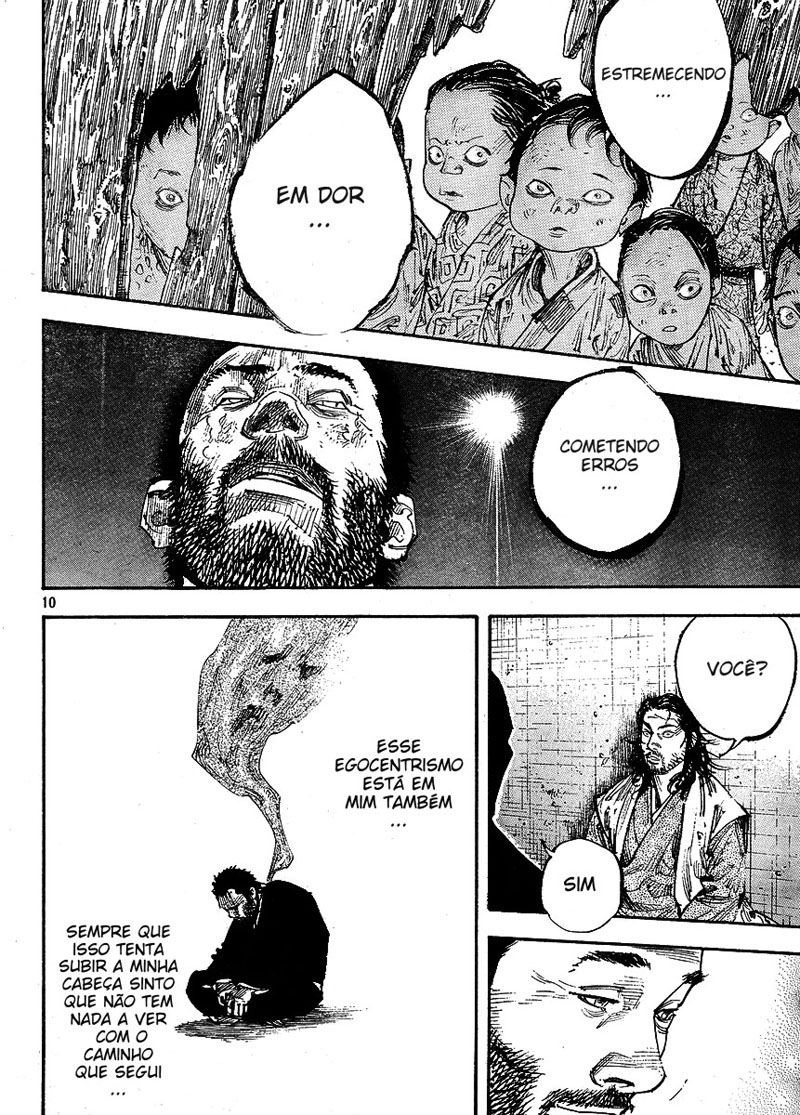 ESTREMECENDO
...
EM DOR
...
COMETENDO
ERROS
...
10
VOCÊ?
SIM
ESSE
EGOCENTRISMO
ESTÁ EM
MIM TAMBÉM
...
SEMPRE QUE
ISSO TENTA
SUBIR A MINHA
CABEÇA SINTO
QUE NÃO TEM
NADA A VER
COM O
CAMINHO
QUE SEGUI
...